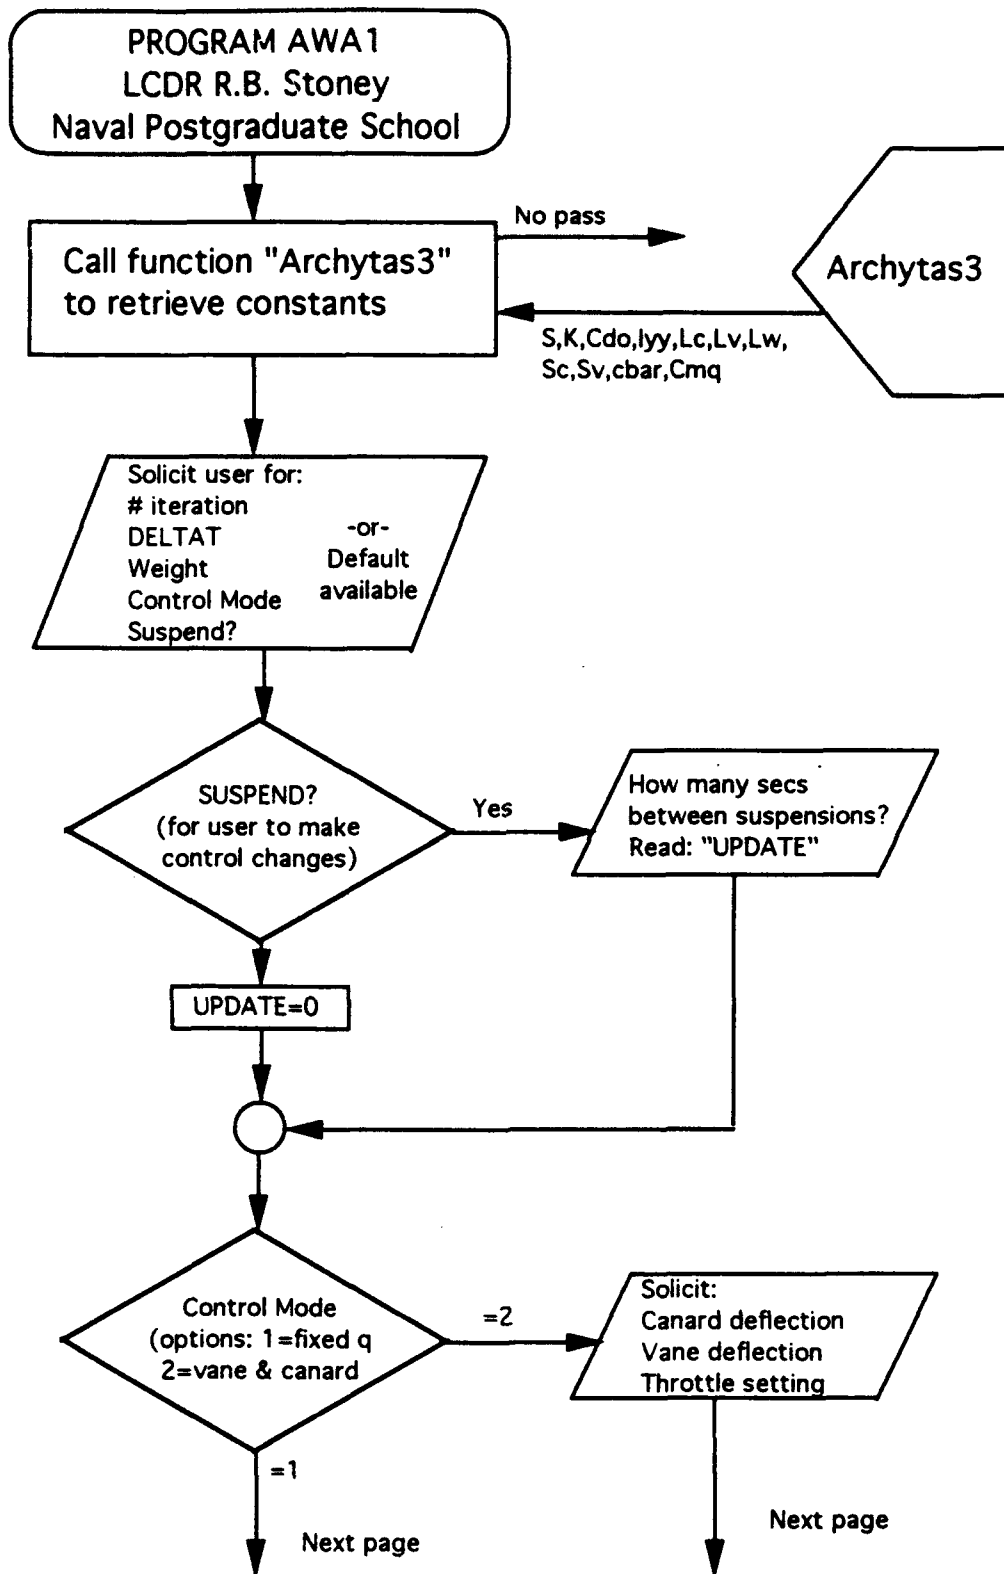 PROGRAM AWA1
LCDR R.B. Stoney
Naval Postgraduate School
No pass
Call function "Archytas3"
to retrieve constants
Archytas3
S,K,Cdo,Iyy,Lc,Lv,Lw,
Sc,Sv,cbar,Cmq
Solicit user for:
# iteration
DELTAT
Weight
Control Mode
Suspend?
-or-
Default
available
SUSPEND?
(for user to make
control changes)
Yes
How many secs
between suspensions?
Read: "UPDATE"
UPDATE=0
Control Mode
(options: 1=fixed q
2=vane & canard
=2
Solicit:
Canard deflection
Vane deflection
Throttle setting
=1
Next page
Next page